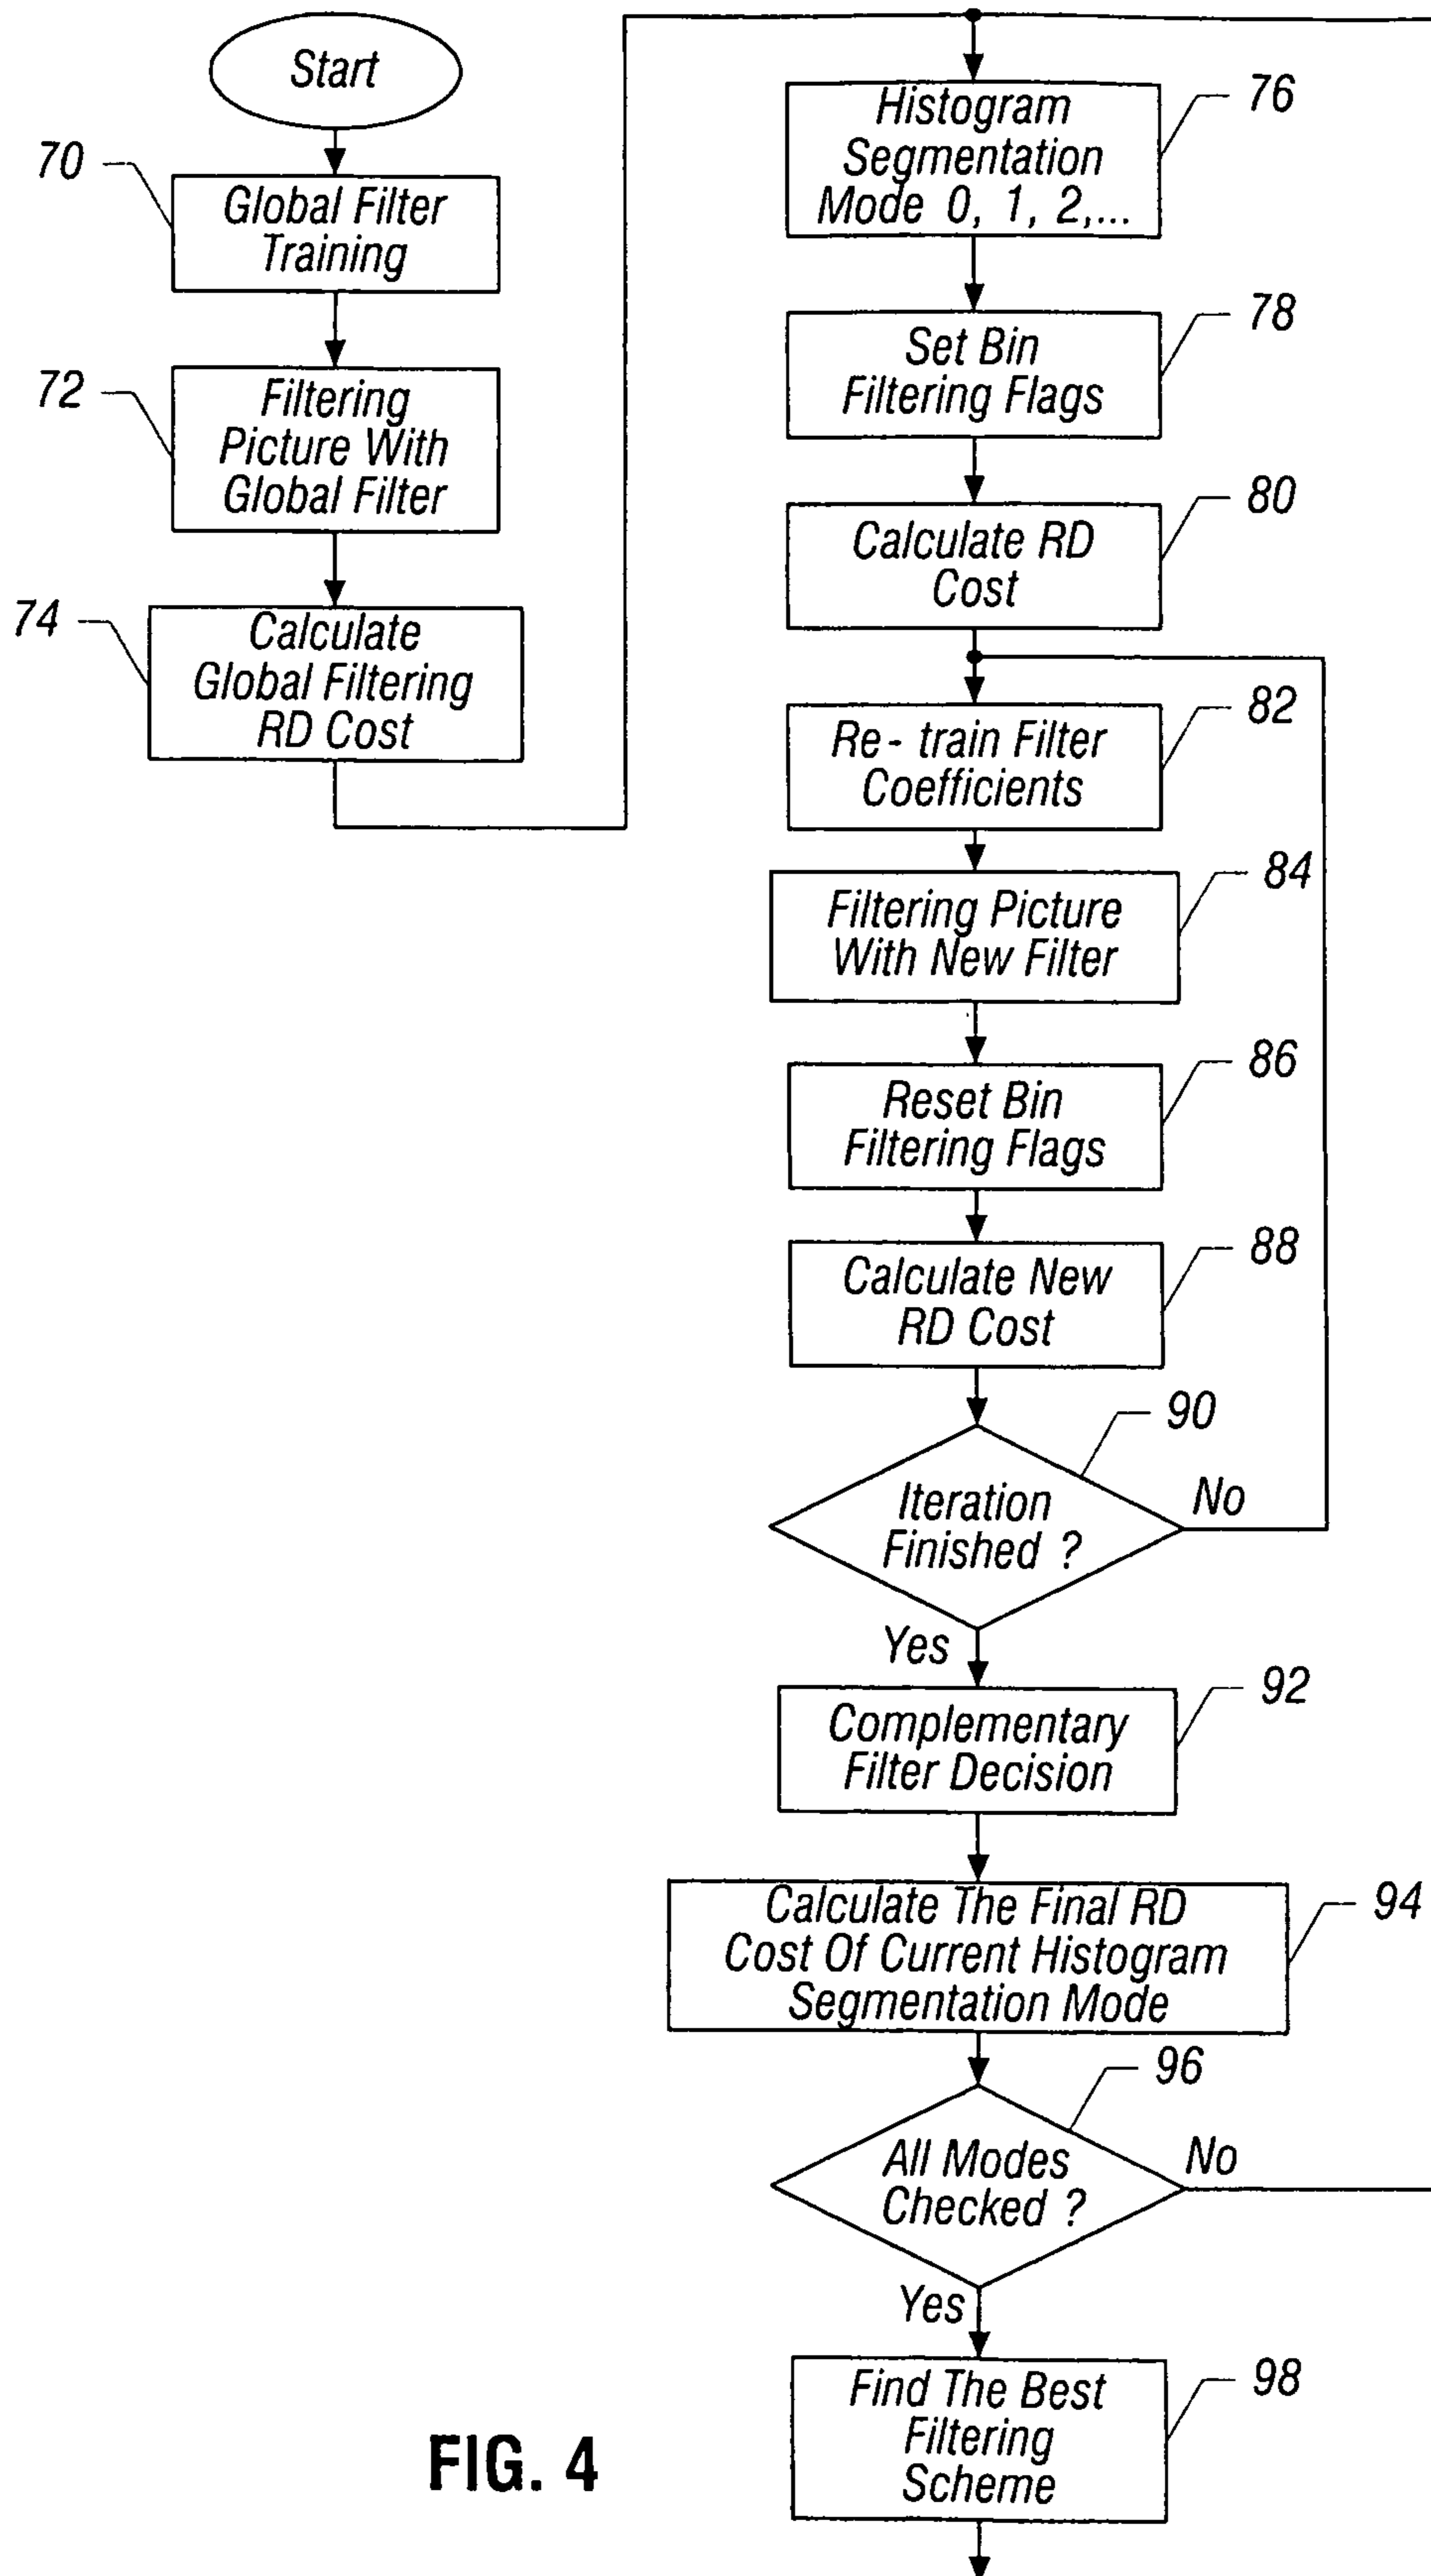 Start
70
Global Filter
Training
72
Filtering
Picture With
Global Filter
74
Calculate
Global Filtering
RD Cost
76
Histogram
Segmentation
Mode 0, 1, 2,...
78
Set Bin
Filtering Flags
80
Calculate RD
Cost
82
Re- train Filter
Coefficients
84
Filtering Picture
With New Filter
86
Reset Bin
Filtering Flags
88
Calculate New
RD Cost
90
Iteration
Finished ?
No
Yes
92
Complementary
Filter Decision
94
Calculate The Final RD
Cost Of Current Histogram
Segmentation Mode
96
All Modes
Checked ?
No
Yes
98
Find The Best
Filtering
Scheme
FIG. 4